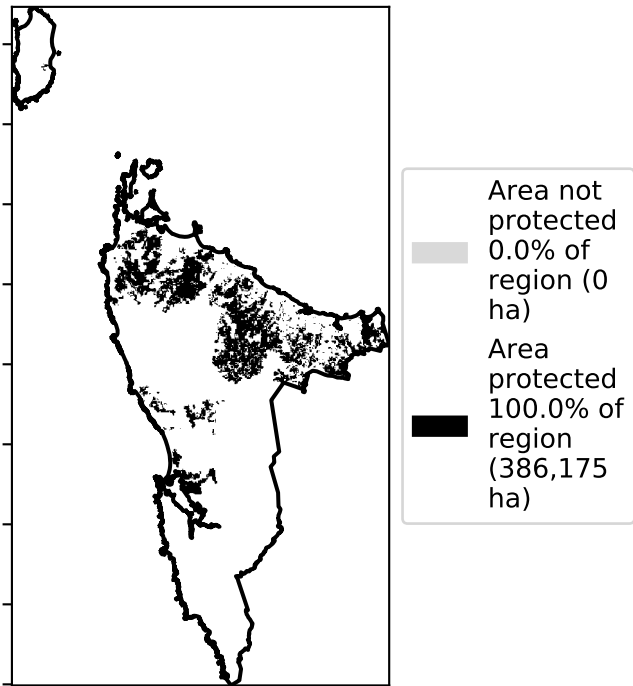 Area not
protected
0.0% of
region (0
ha)
Area
protected
100.0% of
region
(386,175
ha)